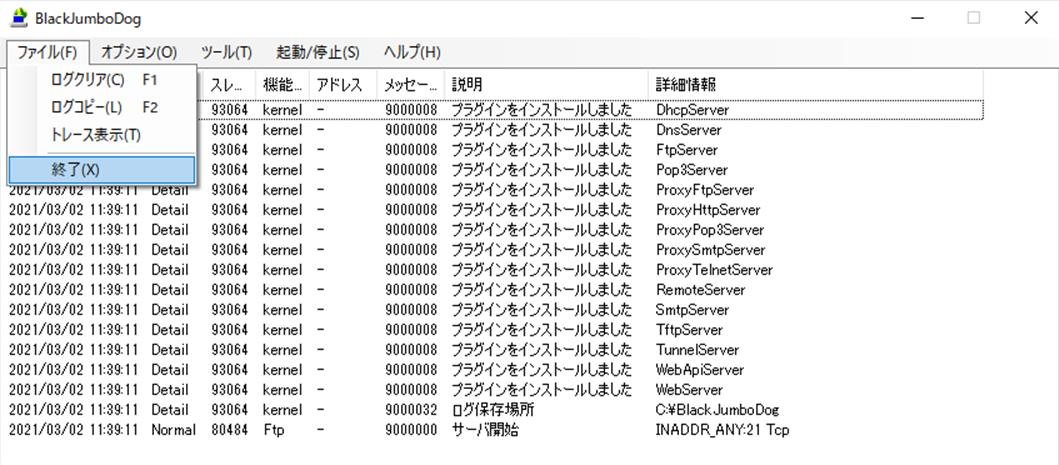 BlackJumboDog
ファイル(F) オプション(O) ツール(T) 起動/停止(S) ヘルプ(H)
ログクリア(C) F1
ログコピー(L) F2
トレース表示(T)
終了(X)
スレ... 機能... アドレス メッセー... 説明 詳細情報
93064 kernel - 9000008 プラグインをインストールしました DhcpServer
93064 kernel - 9000008 プラグインをインストールしました DnsServer
93064 kernel - 9000008 プラグインをインストールしました FtpServer
93064 kernel - 9000008 プラグインをインストールしました Pop3Server
2021/03/02 11:39:11 Detail 93064 kernel - 9000008 プラグインをインストールしました ProxyFtpServer
2021/03/02 11:39:11 Detail 93064 kernel - 9000008 プラグインをインストールしました ProxyHttpServer
2021/03/02 11:39:11 Detail 93064 kernel - 9000008 プラグインをインストールしました ProxyPop3Server
2021/03/02 11:39:11 Detail 93064 kernel - 9000008 プラグインをインストールしました ProxySmtpServer
2021/03/02 11:39:11 Detail 93064 kernel - 9000008 プラグインをインストールしました ProxyTelnetServer
2021/03/02 11:39:11 Detail 93064 kernel - 9000008 プラグインをインストールしました RemoteServer
2021/03/02 11:39:11 Detail 93064 kernel - 9000008 プラグインをインストールしました SmtpServer
2021/03/02 11:39:11 Detail 93064 kernel - 9000008 プラグインをインストールしました TftpServer
2021/03/02 11:39:11 Detail 93064 kernel - 9000008 プラグインをインストールしました TunnelServer
2021/03/02 11:39:11 Detail 93064 kernel - 9000008 プラグインをインストールしました WebApiServer
2021/03/02 11:39:11 Detail 93064 kernel - 9000008 プラグインをインストールしました WebServer
2021/03/02 11:39:11 Detail 93064 kernel - 9000032 ログ保存場所 C:¥BlackJumboDog
2021/03/02 11:39:11 Normal 80484 Ftp - 9000000 サーバ開始 INADDR_ANY:21 Tcp